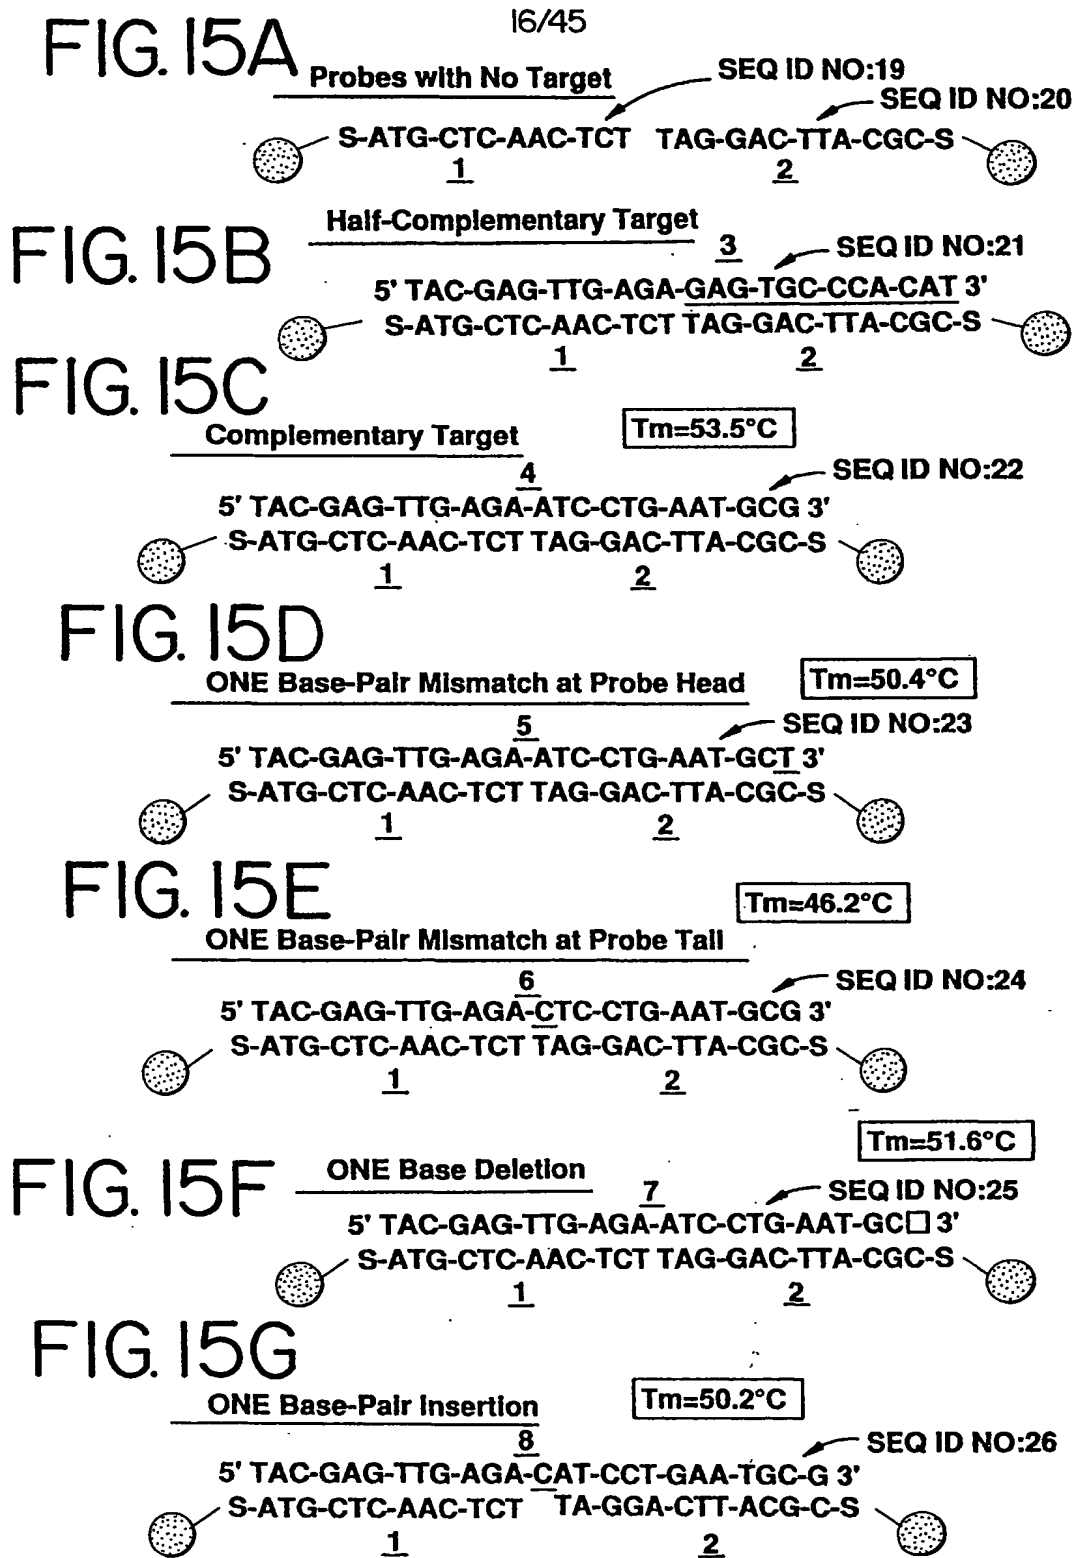 16/45
FIG. 15A
Probes with No Target
SEQ ID NO:19
SEQ ID NO:20
S-ATG-CTC-AAC-TCT TAG-GAC-TTA-CGC-S
1 2
FIG. 15B
Half-Complementary Target
3
SEQ ID NO:21
5' TAC-GAG-TTG-AGA-GAG-TGC-CCA-CAT 3'
S-ATG-CTC-AAC-TCT TAG-GAC-TTA-CGC-S
1 2
FIG. 15C
Complementary Target
Tm=53.5°C
4
SEQ ID NO:22
5' TAC-GAG-TTG-AGA-ATC-CTG-AAT-GCG 3'
S-ATG-CTC-AAC-TCT TAG-GAC-TTA-CGC-S
1 2
FIG. 15D
ONE Base-Pair Mismatch at Probe Head
Tm=50.4°C
5
SEQ ID NO:23
5' TAC-GAG-TTG-AGA-ATC-CTG-AAT-GCT 3'
S-ATG-CTC-AAC-TCT TAG-GAC-TTA-CGC-S
1 2
FIG. 15E
Tm=46.2°C
ONE Base-Pair Mismatch at Probe Tail
6
SEQ ID NO:24
5' TAC-GAG-TTG-AGA-CTC-CTG-AAT-GCG 3'
S-ATG-CTC-AAC-TCT TAG-GAC-TTA-CGC-S
1 2
Tm=51.6°C
FIG. 15F
ONE Base Deletion
7
SEQ ID NO:25
5' TAC-GAG-TTG-AGA-ATC-CTG-AAT-GC□ 3'
S-ATG-CTC-AAC-TCT TAG-GAC-TTA-CGC-S
1 2
FIG. 15G
ONE Base-Pair Insertion
Tm=50.2°C
8
SEQ ID NO:26
5' TAC-GAG-TTG-AGA-CAT-CCT-GAA-TGC-G 3'
S-ATG-CTC-AAC-TCT TA-GGA-CTT-ACG-C-S
1 2